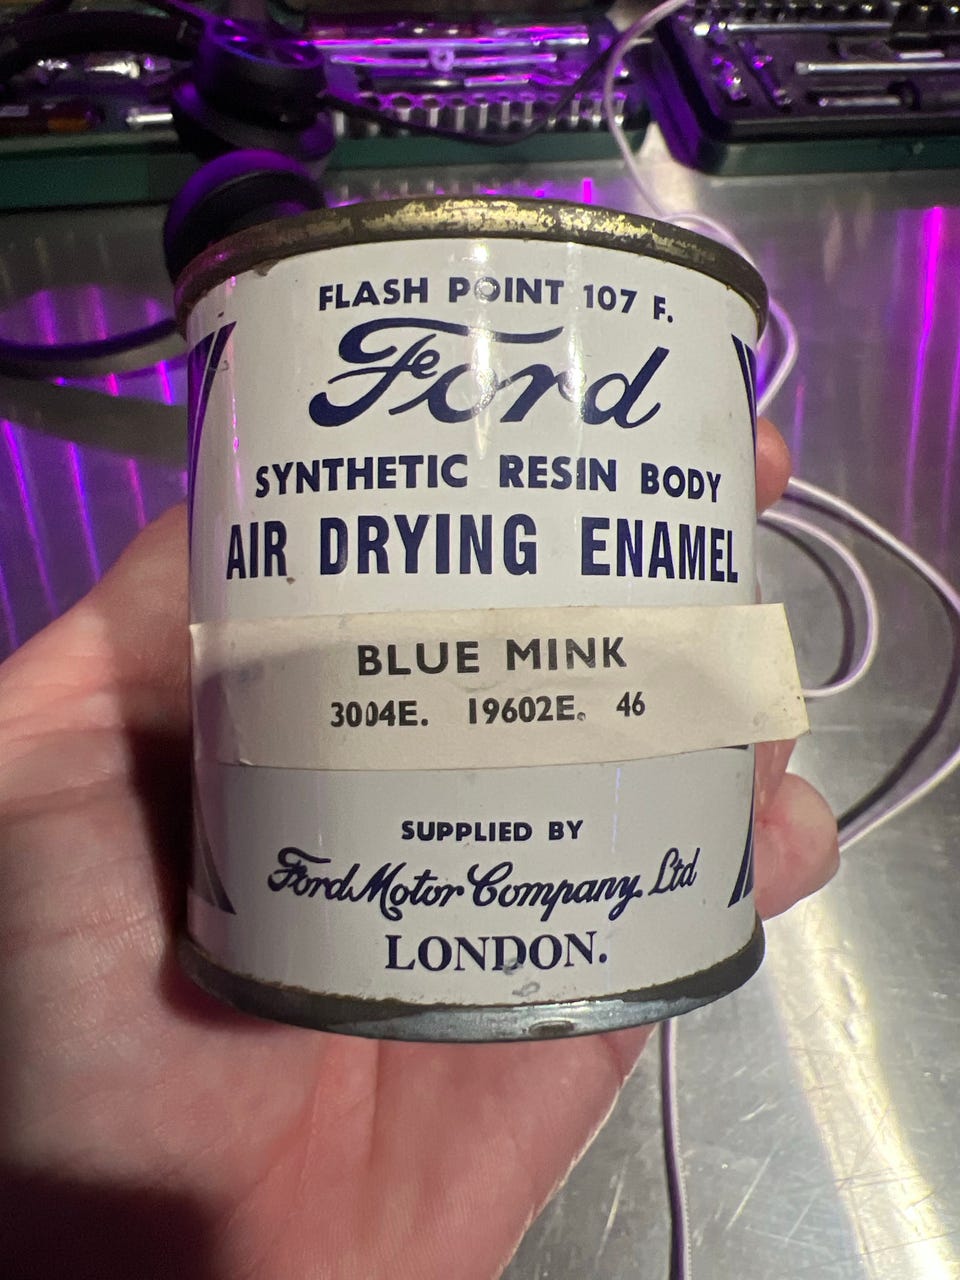 FLASH POINT 107 F.
Ford
SYNTHETIC RESIN BODY
AIR DRYING ENAMEL
BLUE MINK
3004E. 19602E. 46
SUPPLIED BY
Ford Motor Company Ltd
LONDON.